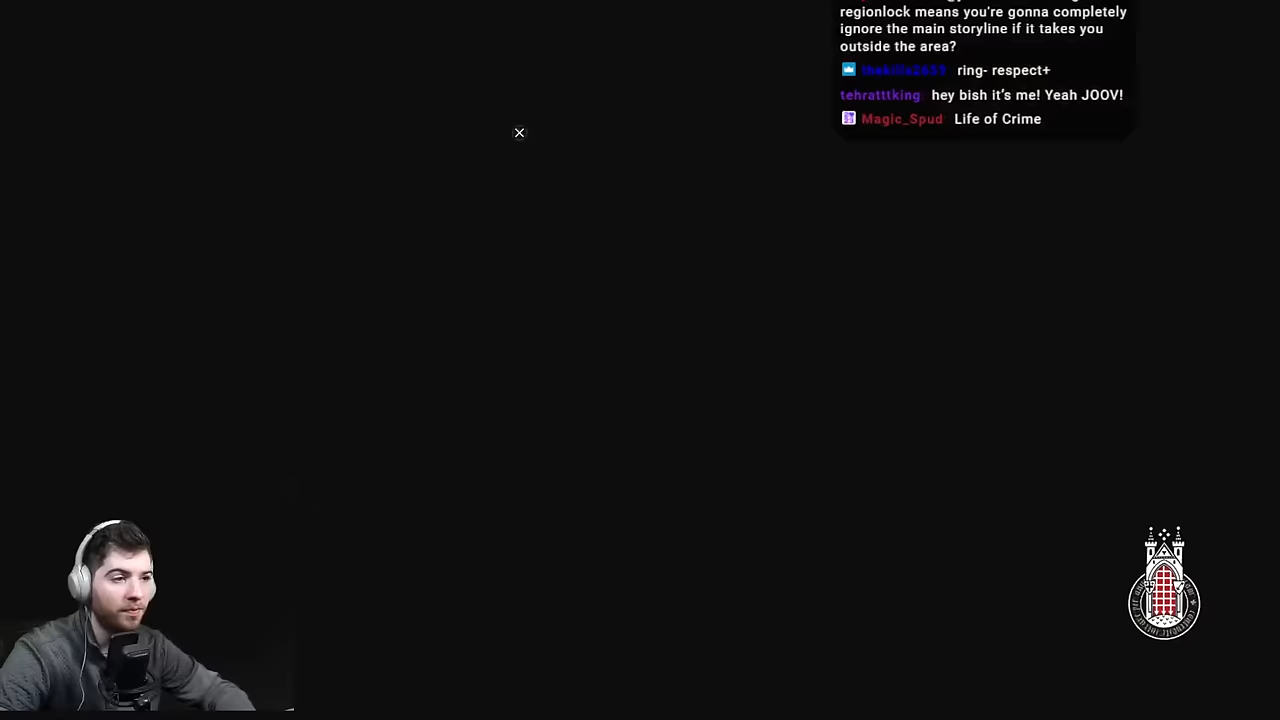 regionlock means you're gonna completely
ignore the main storyline if it takes you
outside the area?
thekills2651 ring- respect+
tehratttking hey bish it's me! Yeah JOOV!
Magic_Spud Life of Crime